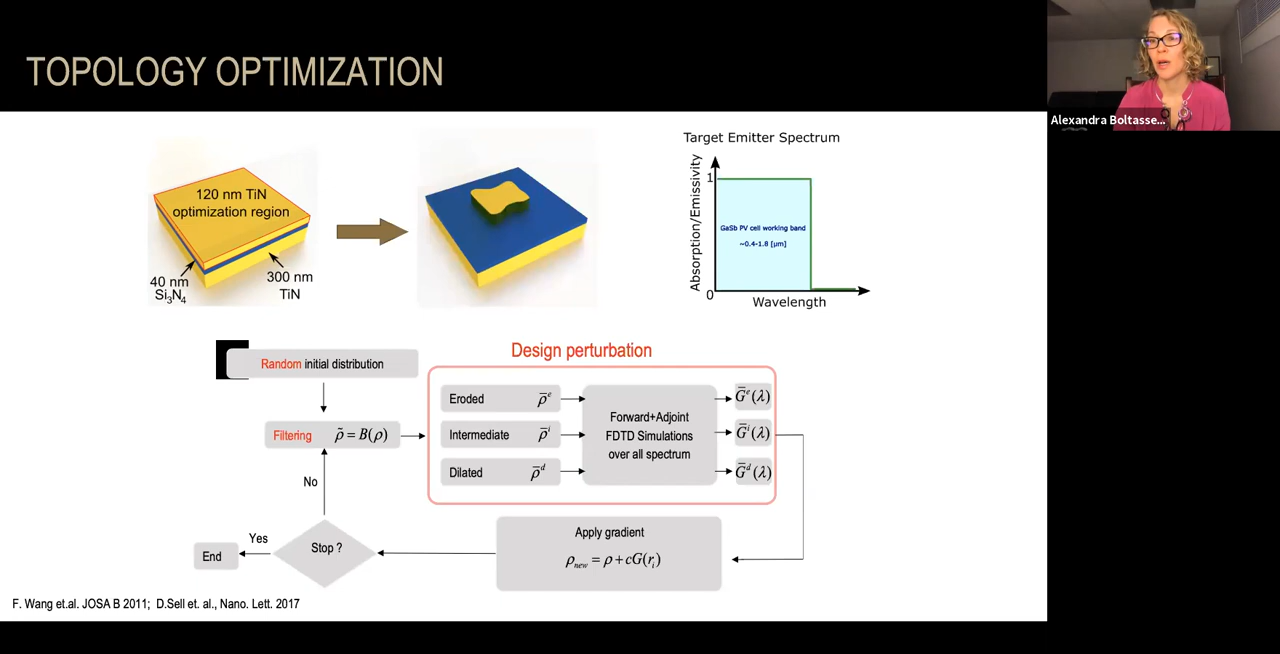 TOPOLOGY OPTIMIZATION
Alexandra Boltasse...
120 nm TiN
optimization region
40 nm
Si₃N₄
300 nm
TiN
Target Emitter Spectrum
Absorption/Emissivity
1
GaSb PV cell working band
~0.4-1.8 [μm]
0
Wavelength
Design perturbation
Random initial distribution
Filtering ρ̃ = B(ρ)
Eroded ρ̄ᵉ
Intermediate ρ̄ⁱ
Dilated ρ̄ᵈ
Forward+Adjoint
FDTD Simulations
over all spectrum
G̅ᵉ(λ)
G̅ⁱ(λ)
G̅ᵈ(λ)
No
Yes
End
Stop ?
Apply gradient
ρₙₑw = ρ + cG(rᵢ)
F. Wang et.al. JOSA B 2011; D.Sell et. al., Nano. Lett. 2017